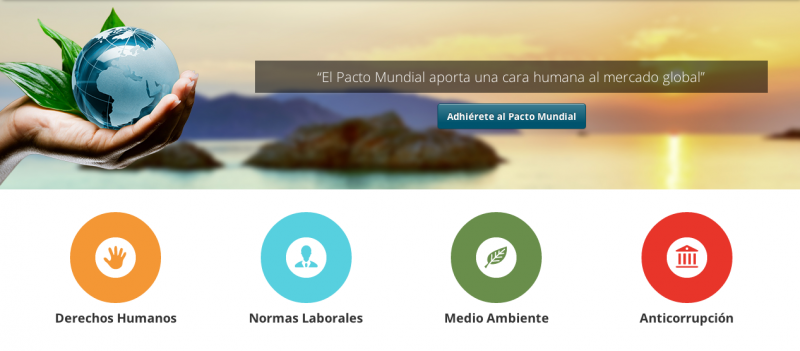 “El Pacto Mundial aporta una cara humana al mercado global”
Adhiérete al Pacto Mundial
Derechos Humanos
Normas Laborales
Medio Ambiente
Anticorrupción